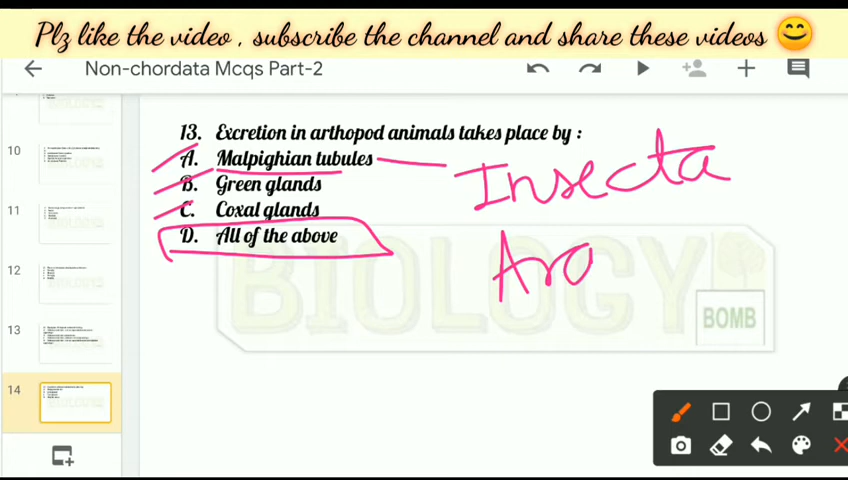 Plz like the video , subscribe the channel and share these videos 😊
Non-chordata Mcqs Part-2
13. Excretion in arthopod animals takes place by :
A. Malpighian tubules
Insecta
B. Green glands
C. Coxal glands
D. All of the above
Ara
BIOLOGY
BOMB
10
11
12
13
14